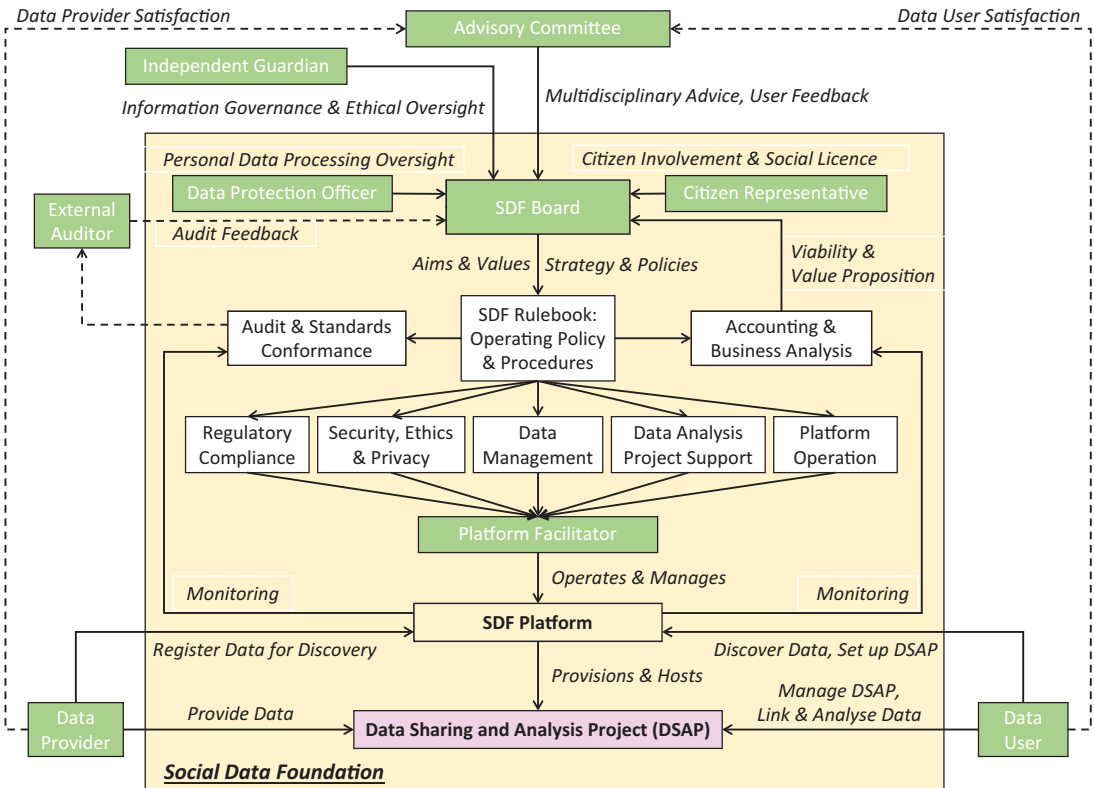 Data Provider Satisfaction
Data User Satisfaction
Advisory Committee
Independent Guardian
Information Governance & Ethical Oversight
Multidisciplinary Advice, User Feedback
Personal Data Processing Oversight
Citizen Involvement & Social Licence
Data Protection Officer
SDF Board
Citizen Representative
External
Auditor
Audit Feedback
Aims & Values
Strategy & Policies
Viability &
Value Proposition
Audit & Standards
Conformance
SDF Rulebook:
Operating Policy
& Procedures
Accounting &
Business Analysis
Regulatory
Compliance
Security, Ethics
& Privacy
Data
Management
Data Analysis
Project Support
Platform
Operation
Platform Facilitator
Operates & Manages
Monitoring
Monitoring
SDF Platform
Register Data for Discovery
Discover Data, Set up DSAP
Provisions & Hosts
Manage DSAP,
Link & Analyse Data
Data
Provider
Provide Data
Data Sharing and Analysis Project (DSAP)
Data
User
Social Data Foundation